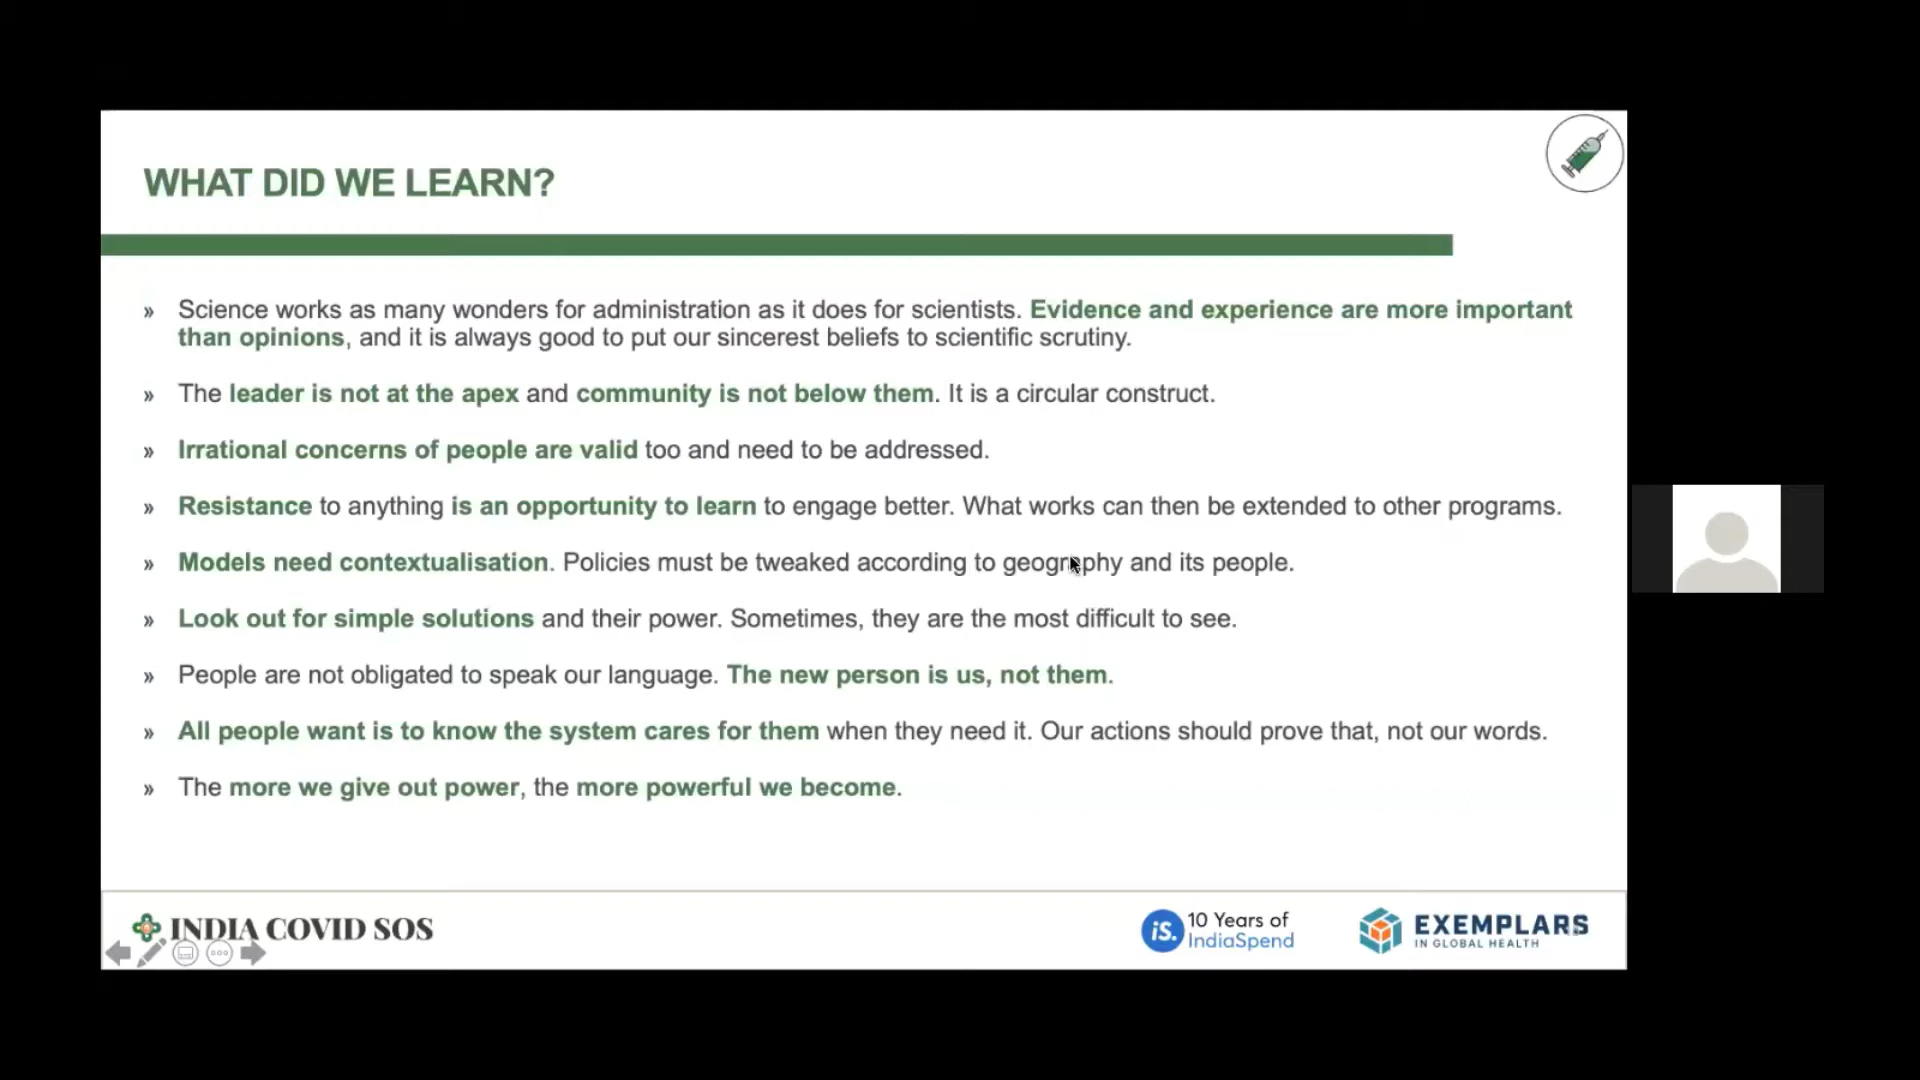 WHAT DID WE LEARN?
» Science works as many wonders for administration as it does for scientists. Evidence and experience are more important
than opinions, and it is always good to put our sincerest beliefs to scientific scrutiny.
» The leader is not at the apex and community is not below them. It is a circular construct.
» Irrational concerns of people are valid too and need to be addressed.
» Resistance to anything is an opportunity to learn to engage better. What works can then be extended to other programs.
» Models need contextualisation. Policies must be tweaked according to geography and its people.
» Look out for simple solutions and their power. Sometimes, they are the most difficult to see.
» People are not obligated to speak our language. The new person is us, not them.
» All people want is to know the system cares for them when they need it. Our actions should prove that, not our words.
» The more we give out power, the more powerful we become.
INDIA COVID SOS
iS. 10 Years of
IndiaSpend
EXEMPLARS
IN GLOBAL HEALTH